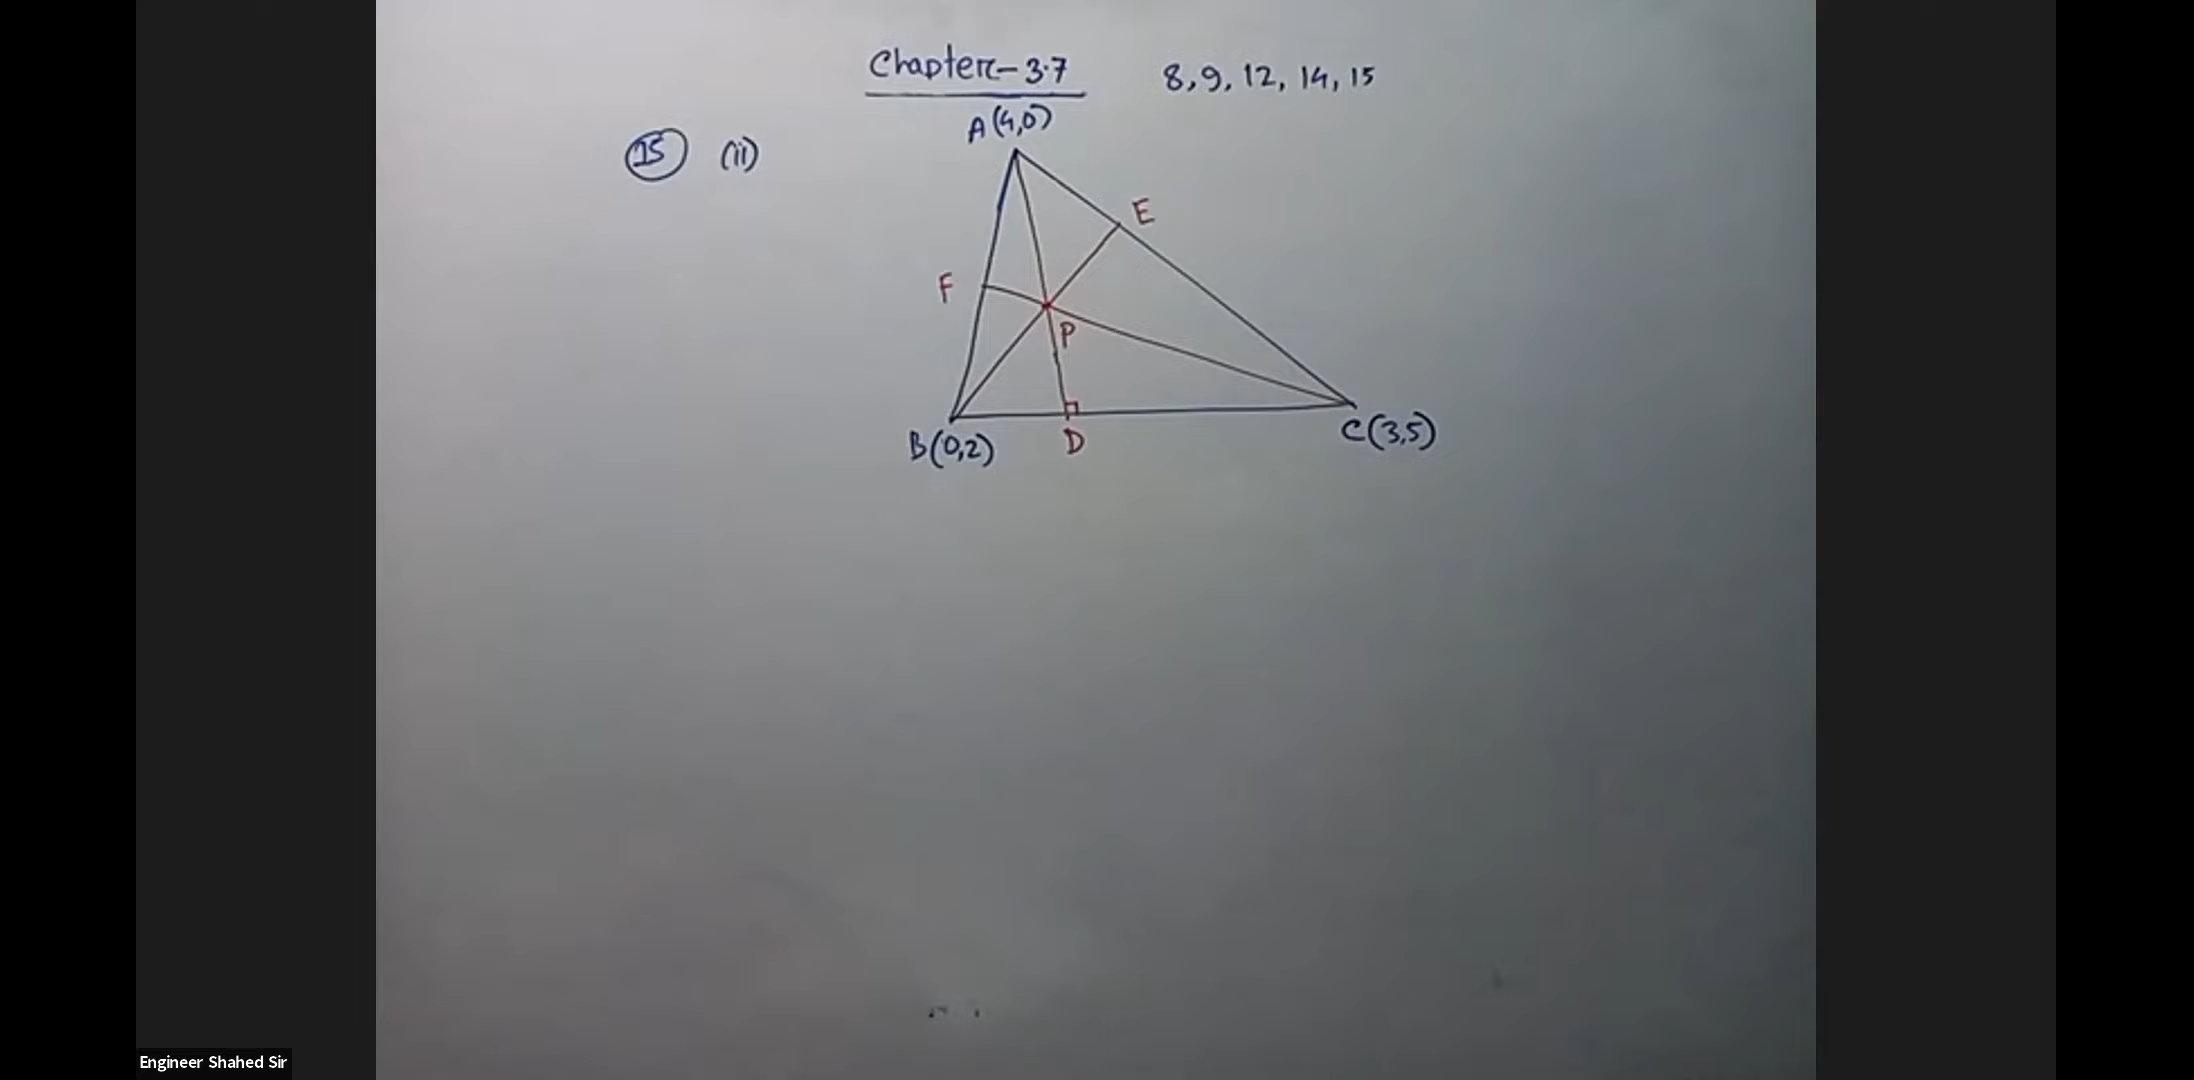 Chapter-3.7 8, 9, 12, 14, 15
A(4,0)
15 (ii)
E
F
P
B(0,2) D C(3,5)
Engineer Shahed Sir